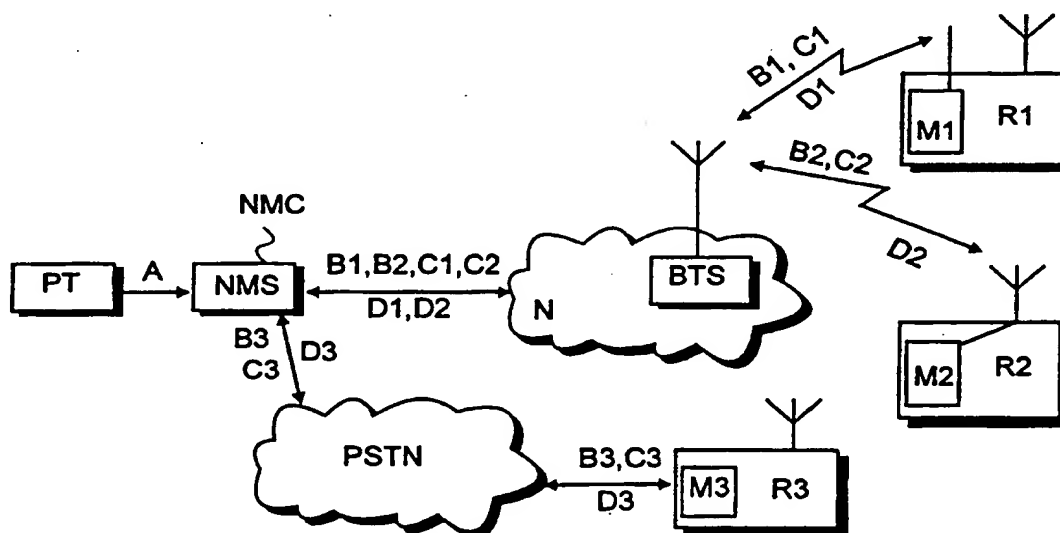 B1, C1
D1
M1
R1
B2,C2
D2
NMC
PT
A
NMS
B1,B2,C1,C2
D1,D2
N
BTS
M2
R2
B3
C3
D3
PSTN
B3,C3
D3
M3
R3